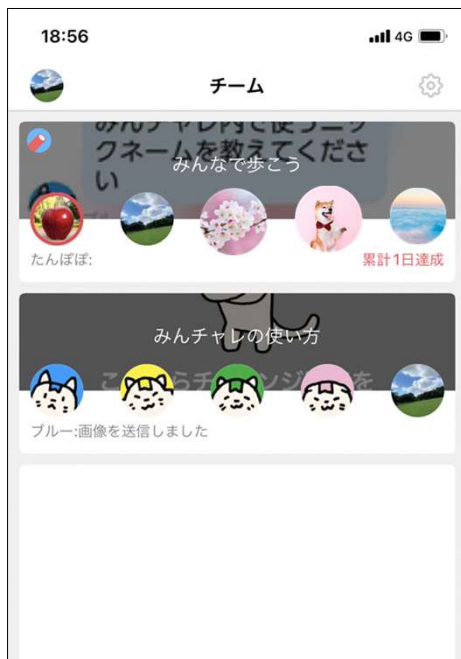 18:56
4G
チーム
みんチャレ内で使うニッ
クネームを教えてくださ
い
みんなで歩こう
たんぽぽ:
累計1日達成
みんチャレの使い方
ブルー:画像を送信しました